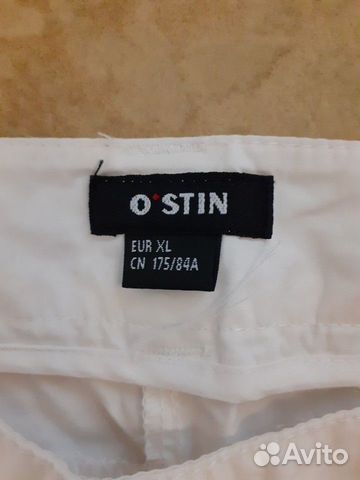 O'STIN
EUR XL
CN 175/84A
Avito